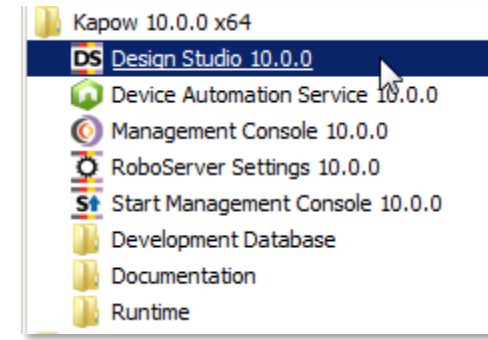 Kapow 10.0.0 x64
DS Design Studio 10.0.0
Device Automation Service 10.0.0
Management Console 10.0.0
RoboServer Settings 10.0.0
S Start Management Console 10.0.0
Development Database
Documentation
Runtime